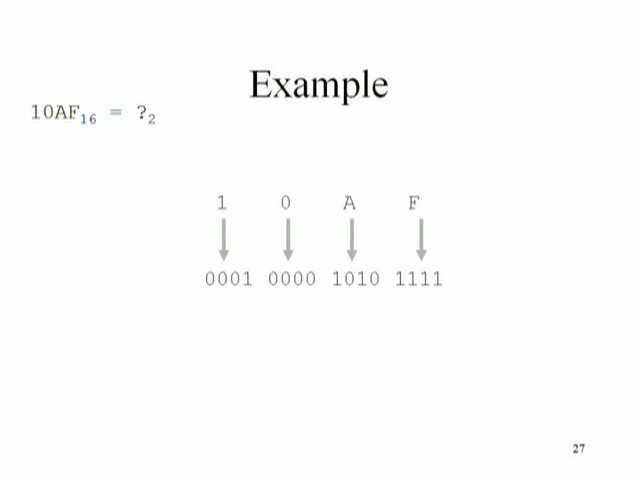 Example
10AF₁₆ = ?₂
1 0 A F
0001 0000 1010 1111
27